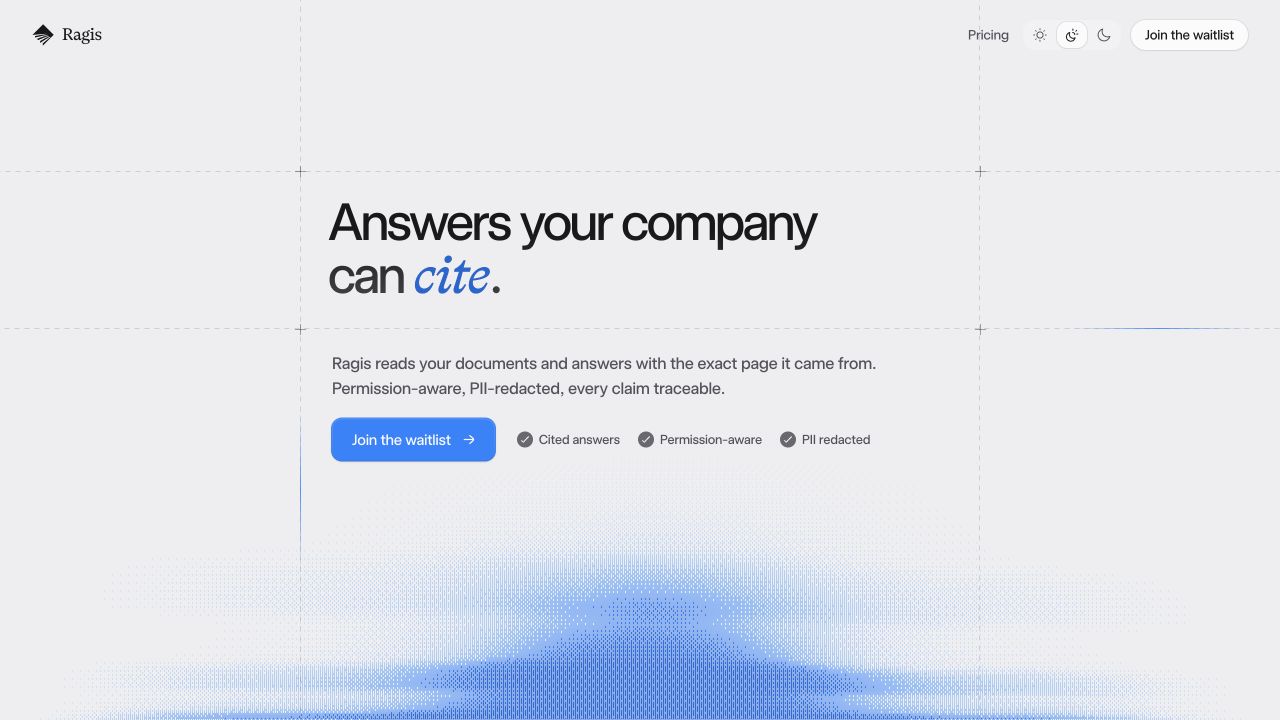 Ragis
Pricing
Join the waitlist
Answers your company
can cite.
Ragis reads your documents and answers with the exact page it came from.
Permission-aware, PII-redacted, every claim traceable.
Join the waitlist →
Cited answers
Permission-aware
PII redacted